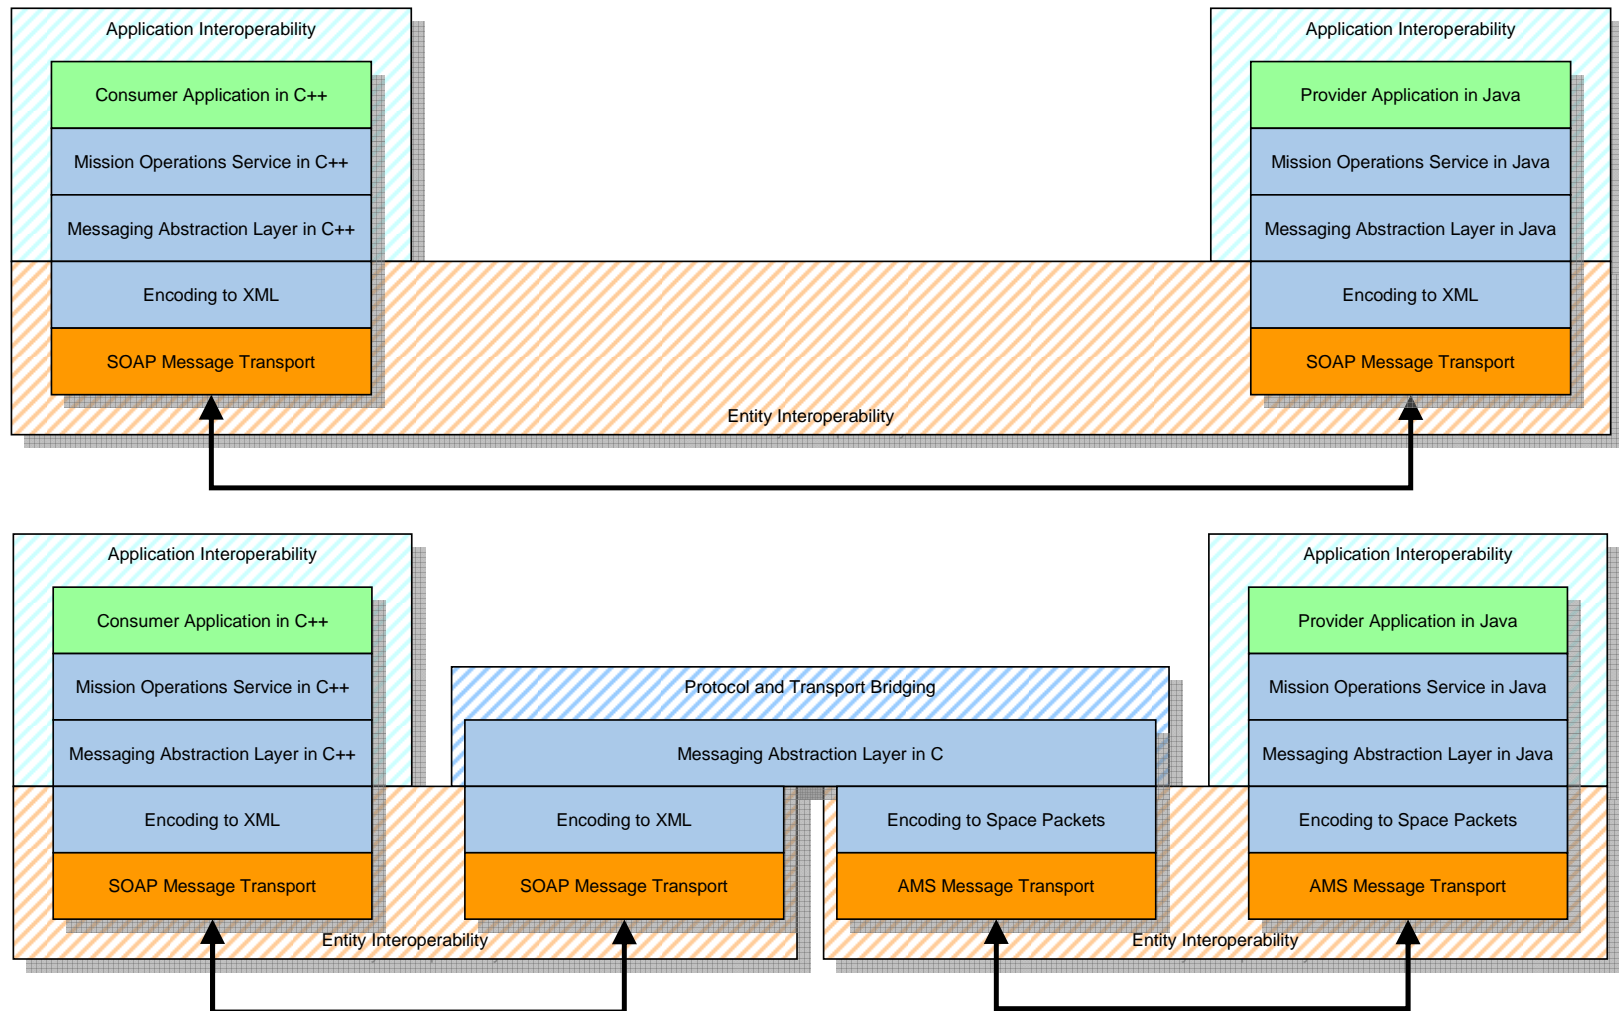 Application Interoperability
Application Interoperability
Consumer Application in C++
Provider Application in Java
Mission Operations Service in C++
Mission Operations Service in Java
Messaging Abstraction Layer in C++
Messaging Abstraction Layer in Java
Encoding to XML
Encoding to XML
SOAP Message Transport
SOAP Message Transport
Entity Interoperability
Application Interoperability
Application Interoperability
Consumer Application in C++
Provider Application in Java
Mission Operations Service in C++
Protocol and Transport Bridging
Mission Operations Service in Java
Messaging Abstraction Layer in C++
Messaging Abstraction Layer in C
Messaging Abstraction Layer in Java
Encoding to XML
Encoding to XML
Encoding to Space Packets
Encoding to Space Packets
SOAP Message Transport
SOAP Message Transport
AMS Message Transport
AMS Message Transport
Entity Interoperability
Entity Interoperability